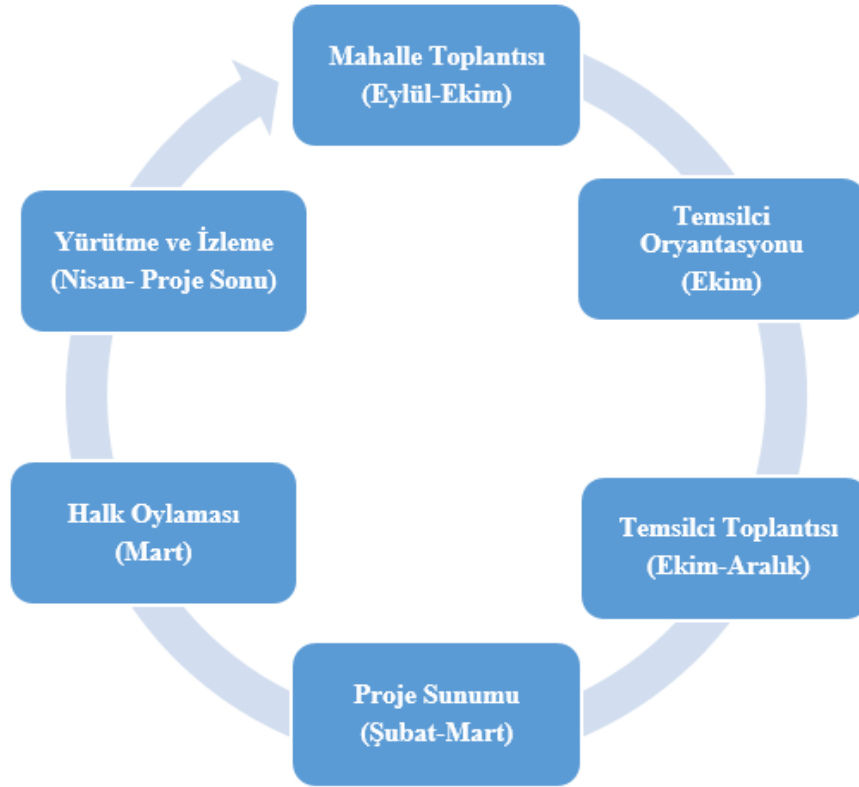 Mahalle Toplantısı
(Eylül-Ekim)
Temsilci
Oryantasyonu
(Ekim)
Temsilci Toplantısı
(Ekim-Aralık)
Proje Sunumu
(Şubat-Mart)
Halk Oylaması
(Mart)
Yürütme ve İzleme
(Nisan- Proje Sonu)